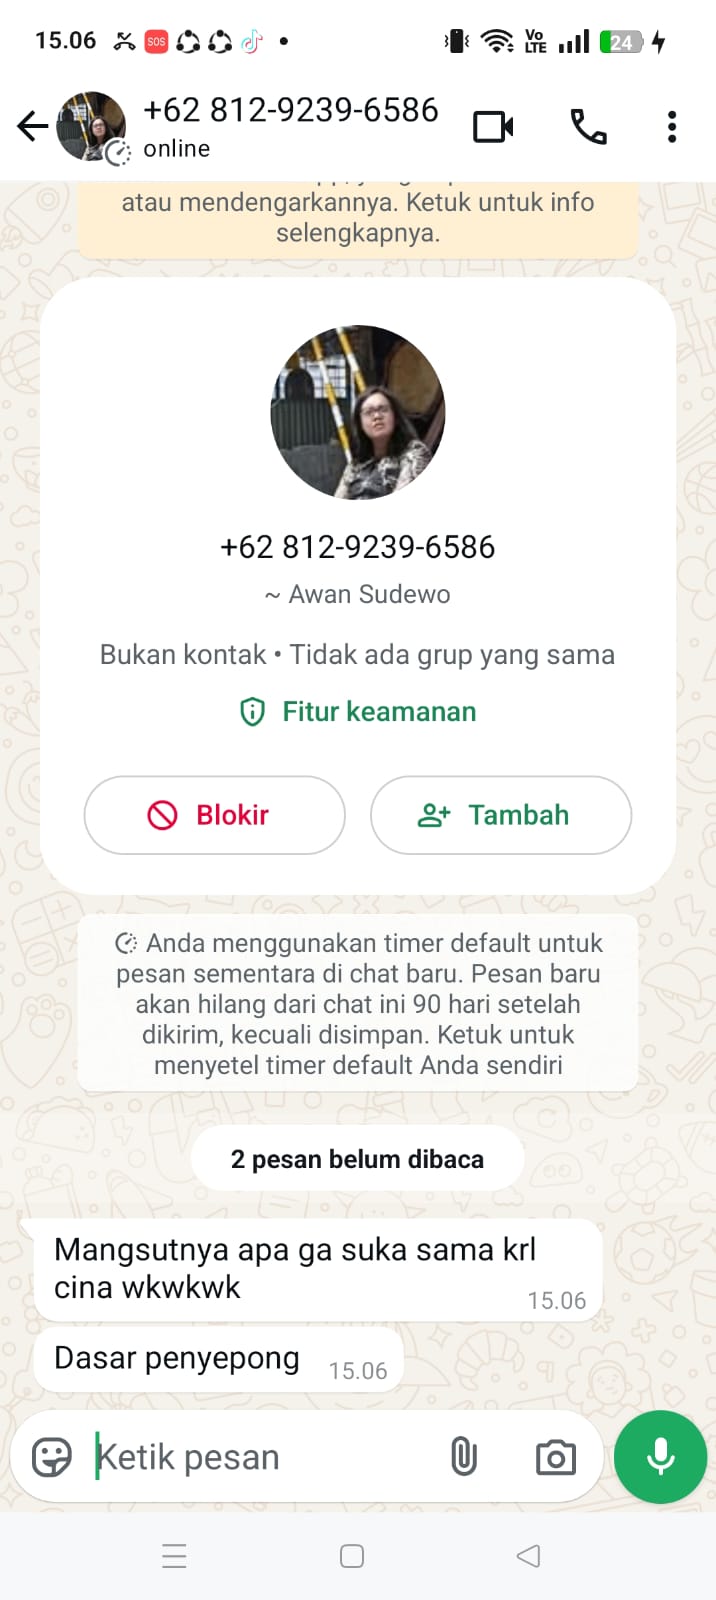 15.06
SOS
Vo
LTE
24
+62 812-9239-6586
online
atau mendengarkannya. Ketuk untuk info
selengkapnya.
+62 812-9239-6586
~ Awan Sudewo
Bukan kontak • Tidak ada grup yang sama
Fitur keamanan
Blokir
Tambah
Anda menggunakan timer default untuk
pesan sementara di chat baru. Pesan baru
akan hilang dari chat ini 90 hari setelah
dikirim, kecuali disimpan. Ketuk untuk
menyetel timer default Anda sendiri
2 pesan belum dibaca
Mangsutnya apa ga suka sama krl
cina wkwkwk
15.06
Dasar penyepong
15.06
Ketik pesan